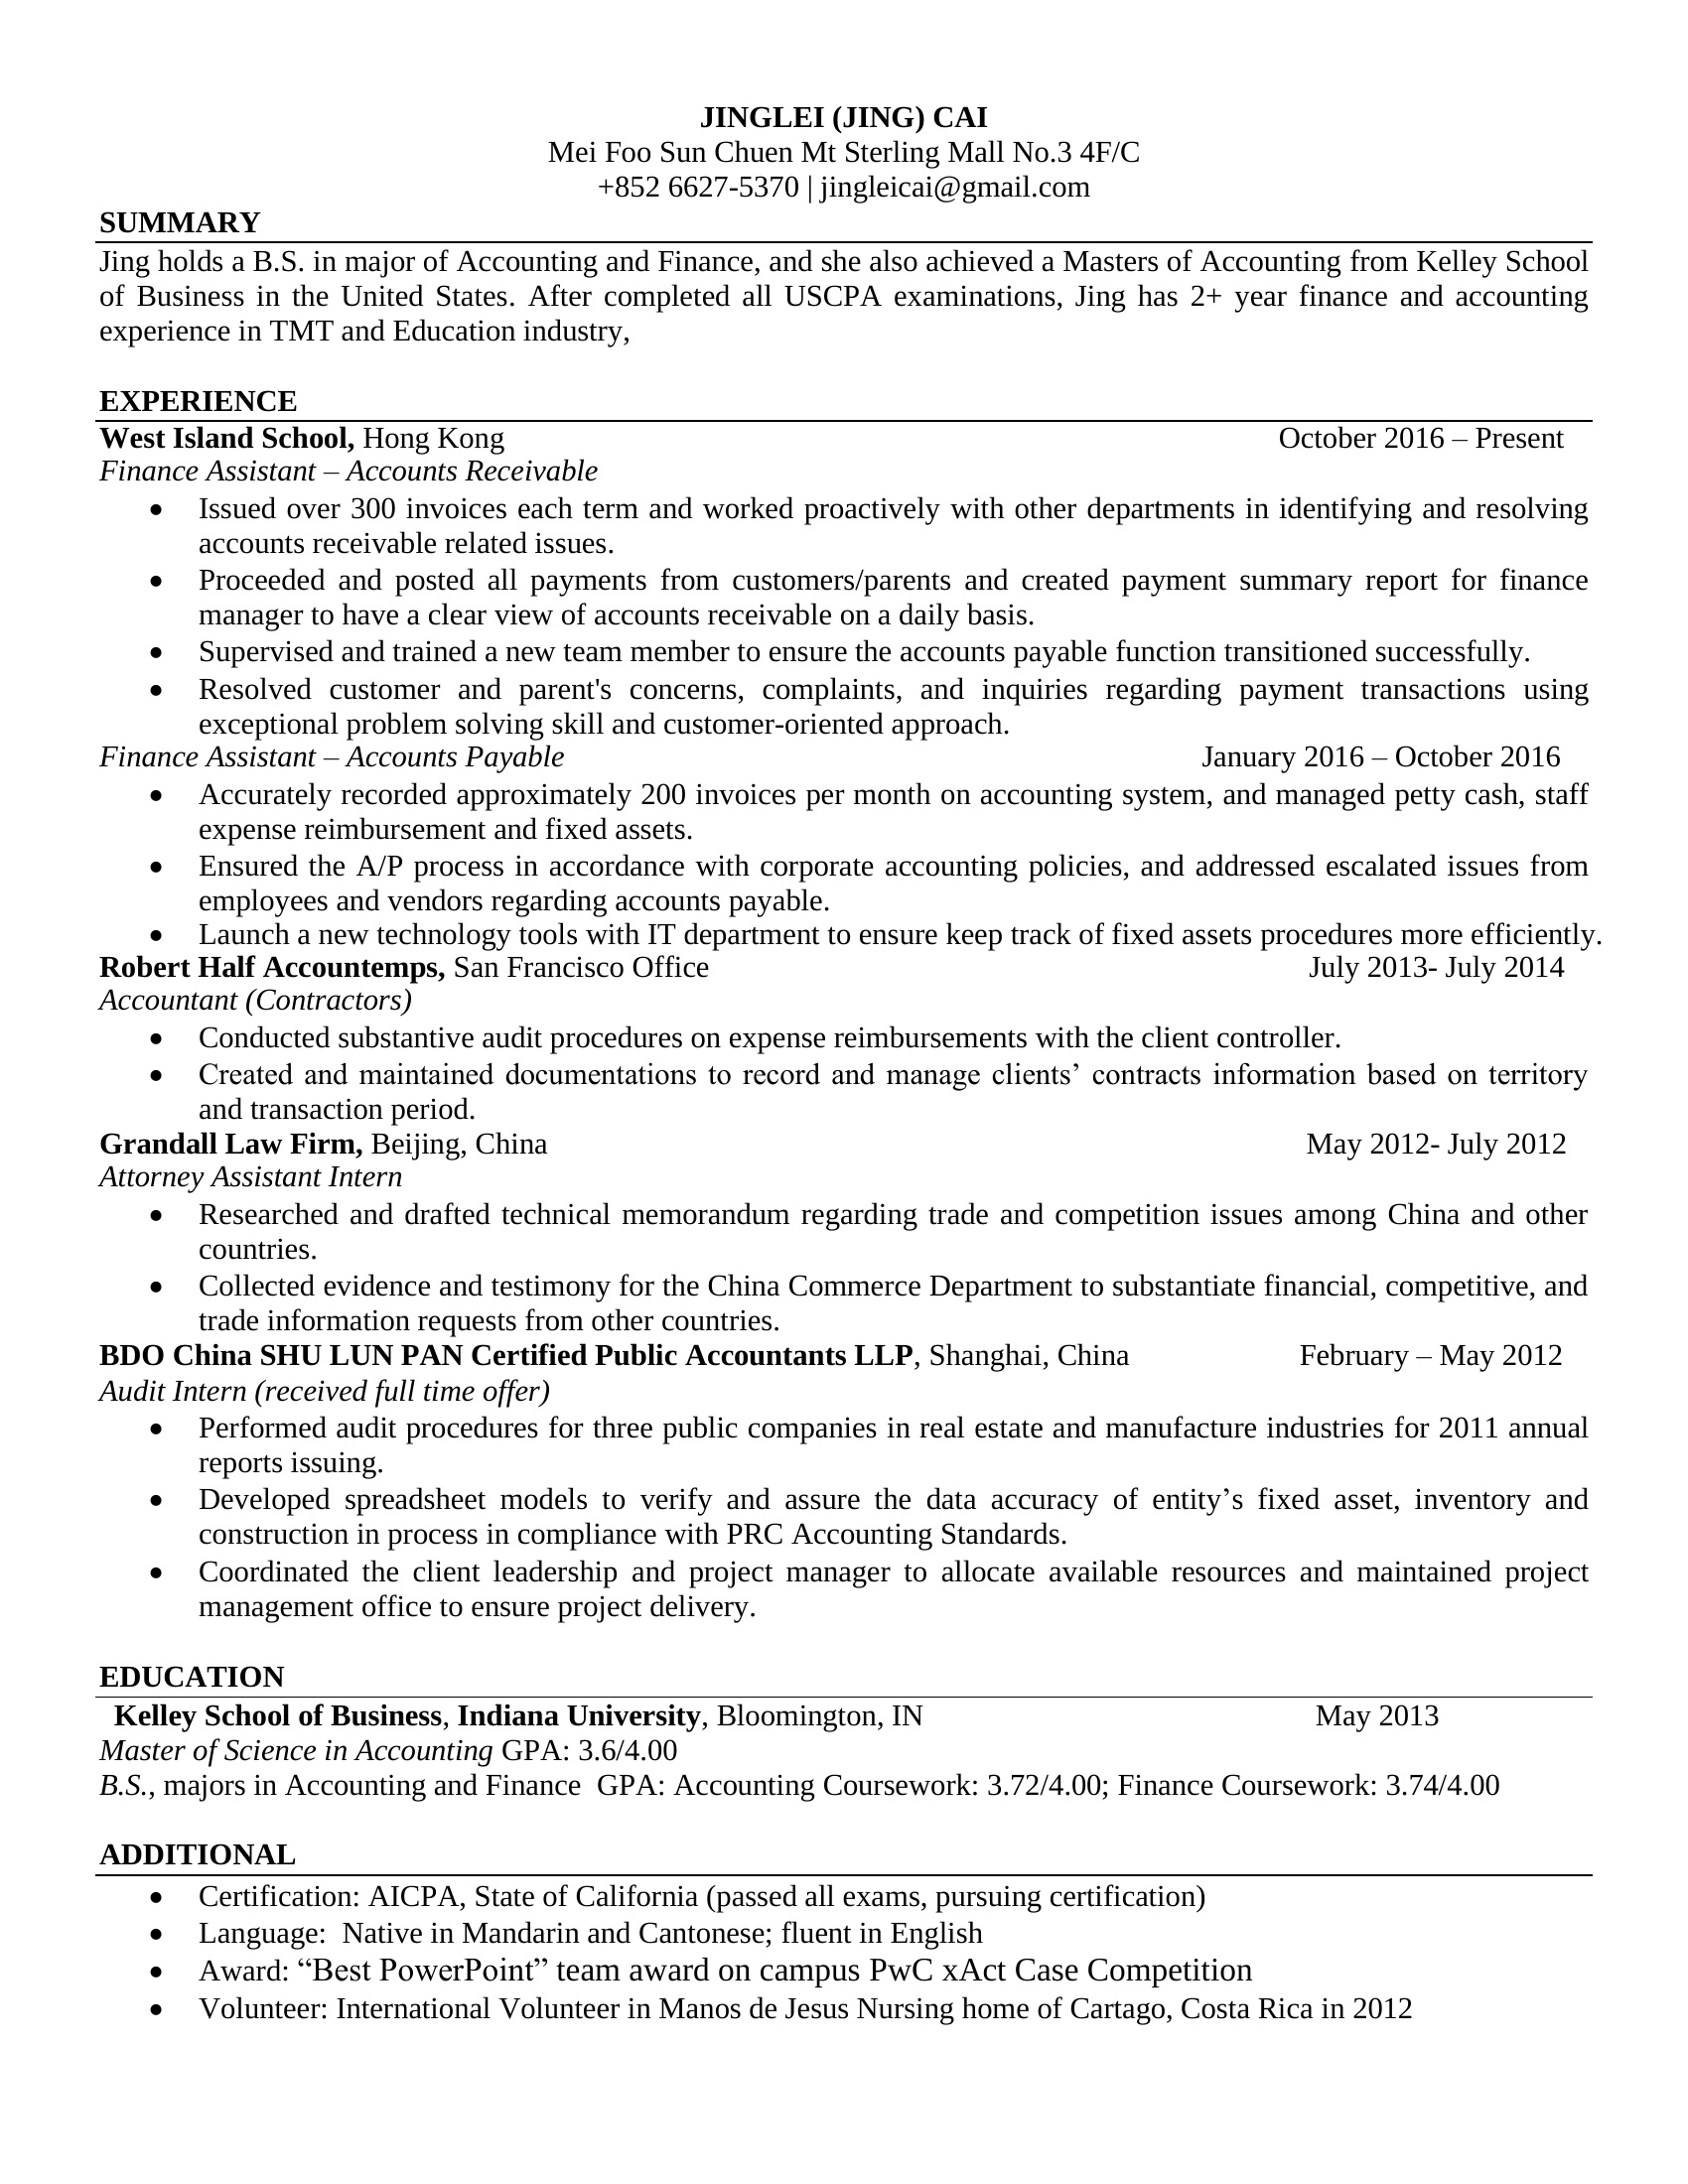 JINGLEI (JING) CAI
Mei Foo Sun Chuen Mt Sterling Mall No.3 4F/C
+852 6627-5370 | jingleicai@gmail.com
SUMMARY
Jing holds a B.S. in major of Accounting and Finance, and she also achieved a Masters of Accounting from Kelley School
of Business in the United States. After completed all USCPA examinations, Jing has 2+ year finance and accounting
experience in TMT and Education industry,
EXPERIENCE
West Island School, Hong Kong October 2016 – Present
Finance Assistant – Accounts Receivable
• Issued over 300 invoices each term and worked proactively with other departments in identifying and resolving
accounts receivable related issues.
• Proceeded and posted all payments from customers/parents and created payment summary report for finance
manager to have a clear view of accounts receivable on a daily basis.
• Supervised and trained a new team member to ensure the accounts payable function transitioned successfully.
• Resolved customer and parent's concerns, complaints, and inquiries regarding payment transactions using
exceptional problem solving skill and customer-oriented approach.
Finance Assistant – Accounts Payable January 2016 – October 2016
• Accurately recorded approximately 200 invoices per month on accounting system, and managed petty cash, staff
expense reimbursement and fixed assets.
• Ensured the A/P process in accordance with corporate accounting policies, and addressed escalated issues from
employees and vendors regarding accounts payable.
• Launch a new technology tools with IT department to ensure keep track of fixed assets procedures more efficiently.
Robert Half Accountemps, San Francisco Office July 2013- July 2014
Accountant (Contractors)
• Conducted substantive audit procedures on expense reimbursements with the client controller.
• Created and maintained documentations to record and manage clients’ contracts information based on territory
and transaction period.
Grandall Law Firm, Beijing, China May 2012- July 2012
Attorney Assistant Intern
• Researched and drafted technical memorandum regarding trade and competition issues among China and other
countries.
• Collected evidence and testimony for the China Commerce Department to substantiate financial, competitive, and
trade information requests from other countries.
BDO China SHU LUN PAN Certified Public Accountants LLP, Shanghai, China February – May 2012
Audit Intern (received full time offer)
• Performed audit procedures for three public companies in real estate and manufacture industries for 2011 annual
reports issuing.
• Developed spreadsheet models to verify and assure the data accuracy of entity’s fixed asset, inventory and
construction in process in compliance with PRC Accounting Standards.
• Coordinated the client leadership and project manager to allocate available resources and maintained project
management office to ensure project delivery.
EDUCATION
Kelley School of Business, Indiana University, Bloomington, IN May 2013
Master of Science in Accounting GPA: 3.6/4.00
B.S., majors in Accounting and Finance GPA: Accounting Coursework: 3.72/4.00; Finance Coursework: 3.74/4.00
ADDITIONAL
• Certification: AICPA, State of California (passed all exams, pursuing certification)
• Language: Native in Mandarin and Cantonese; fluent in English
• Award: “Best PowerPoint” team award on campus PwC xAct Case Competition
• Volunteer: International Volunteer in Manos de Jesus Nursing home of Cartago, Costa Rica in 2012